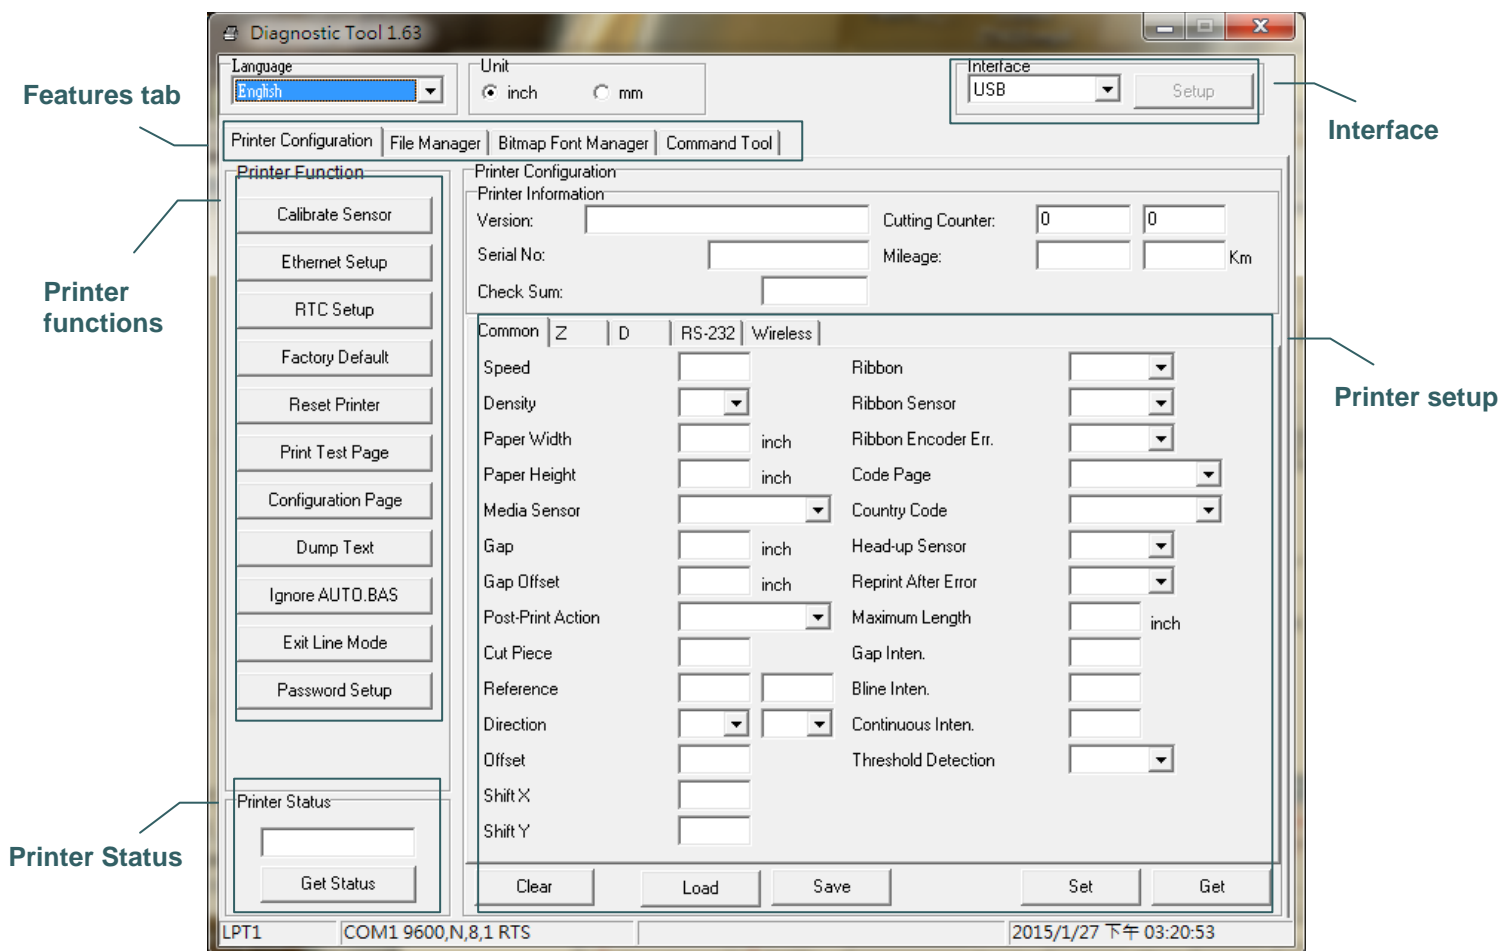 Diagnostic Tool 1.63
Language
English
Unit
inch
mm
Interface
USB
Setup
Features tab
Interface
Printer Configuration
File Manager
Bitmap Font Manager
Command Tool
Printer Function
Calibrate Sensor
Ethernet Setup
RTC Setup
Factory Default
Reset Printer
Print Test Page
Configuration Page
Dump Text
Ignore AUTO.BAS
Exit Line Mode
Password Setup
Printer
functions
Printer Configuration
Printer Information
Version:
Cutting Counter: 0 0
Serial No:
Mileage: Km
Check Sum:
Common
Z
D
RS-232
Wireless
Speed
Ribbon
Density
Ribbon Sensor
Paper Width inch
Ribbon Encoder Err.
Paper Height inch
Code Page
Media Sensor
Country Code
Gap inch
Head-up Sensor
Gap Offset inch
Reprint After Error
Post-Print Action
Maximum Length inch
Cut Piece
Gap Inten.
Reference
Bline Inten.
Direction
Continuous Inten.
Offset
Threshold Detection
Shift X
Shift Y
Printer setup
Printer Status
Get Status
Printer Status
Clear
Load
Save
Set
Get
LPT1
COM1 9600,N,8,1 RTS
2015/1/27 下午 03:20:53